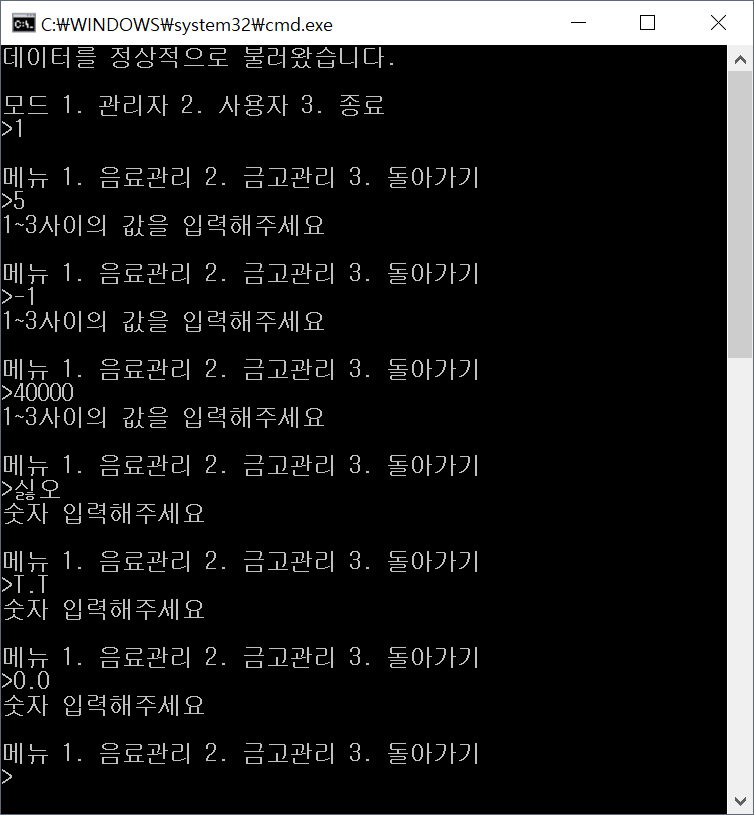 C:₩WINDOWS₩system32₩cmd.exe
데이터를 정상적으로 불러왔습니다.
모드 1. 관리자 2. 사용자 3. 종료
>1
메뉴 1. 음료관리 2. 금고관리 3. 돌아가기
>5
1~3사이의 값을 입력해주세요
메뉴 1. 음료관리 2. 금고관리 3. 돌아가기
>-1
1~3사이의 값을 입력해주세요
메뉴 1. 음료관리 2. 금고관리 3. 돌아가기
>40000
1~3사이의 값을 입력해주세요
메뉴 1. 음료관리 2. 금고관리 3. 돌아가기
>싫오
숫자 입력해주세요
메뉴 1. 음료관리 2. 금고관리 3. 돌아가기
>T.T
숫자 입력해주세요
메뉴 1. 음료관리 2. 금고관리 3. 돌아가기
>0.0
숫자 입력해주세요
메뉴 1. 음료관리 2. 금고관리 3. 돌아가기
>